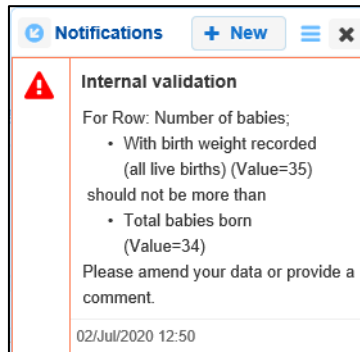 Notifications + New
Internal validation
For Row: Number of babies;
• With birth weight recorded
(all live births) (Value=35)
should not be more than
• Total babies born
(Value=34)
Please amend your data or provide a
comment.
02/Jul/2020 12:50